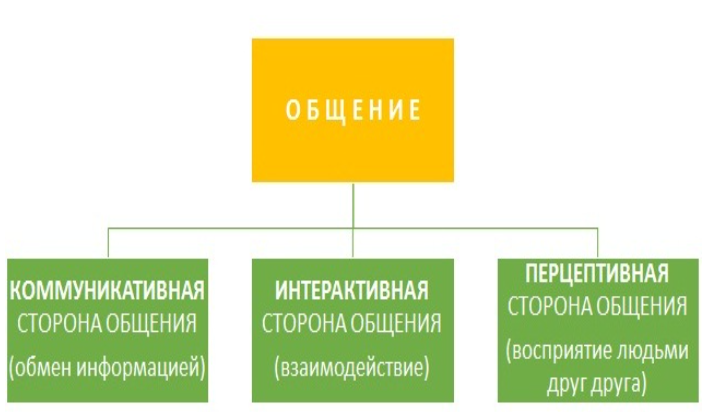 ОБЩЕНИЕ
КОММУНИКАТИВНАЯ
СТОРОНА ОБЩЕНИЯ
(обмен информацией)
ИНТЕРАКТИВНАЯ
СТОРОНА ОБЩЕНИЯ
(взаимодействие)
ПЕРЦЕПТИВНАЯ
СТОРОНА ОБЩЕНИЯ
(восприятие людьми
друг друга)